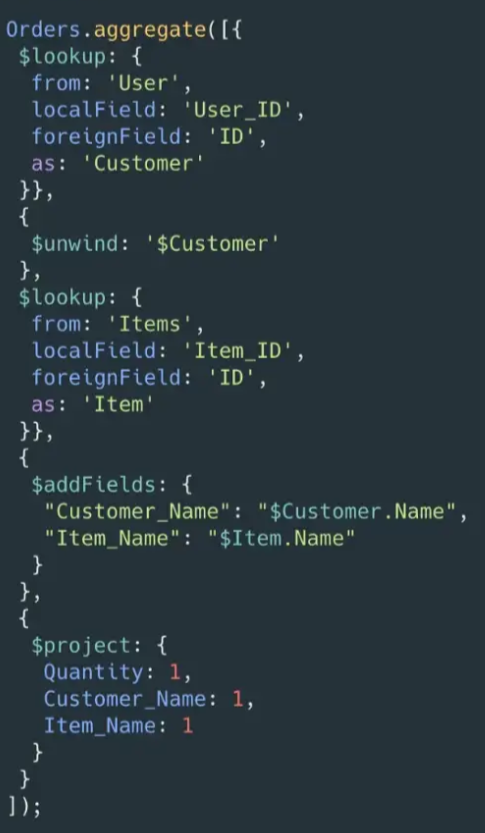 Orders.aggregate([{
$lookup: {
from: 'User',
localField: 'User_ID',
foreignField: 'ID',
as: 'Customer'
}},
{
$unwind: '$Customer'
},
$lookup: {
from: 'Items',
localField: 'Item_ID',
foreignField: 'ID',
as: 'Item'
}},
{
$addFields: {
"Customer_Name": "$Customer.Name",
"Item_Name": "$Item.Name"
}
},
{
$project: {
Quantity: 1,
Customer_Name: 1,
Item_Name: 1
}
}
]);